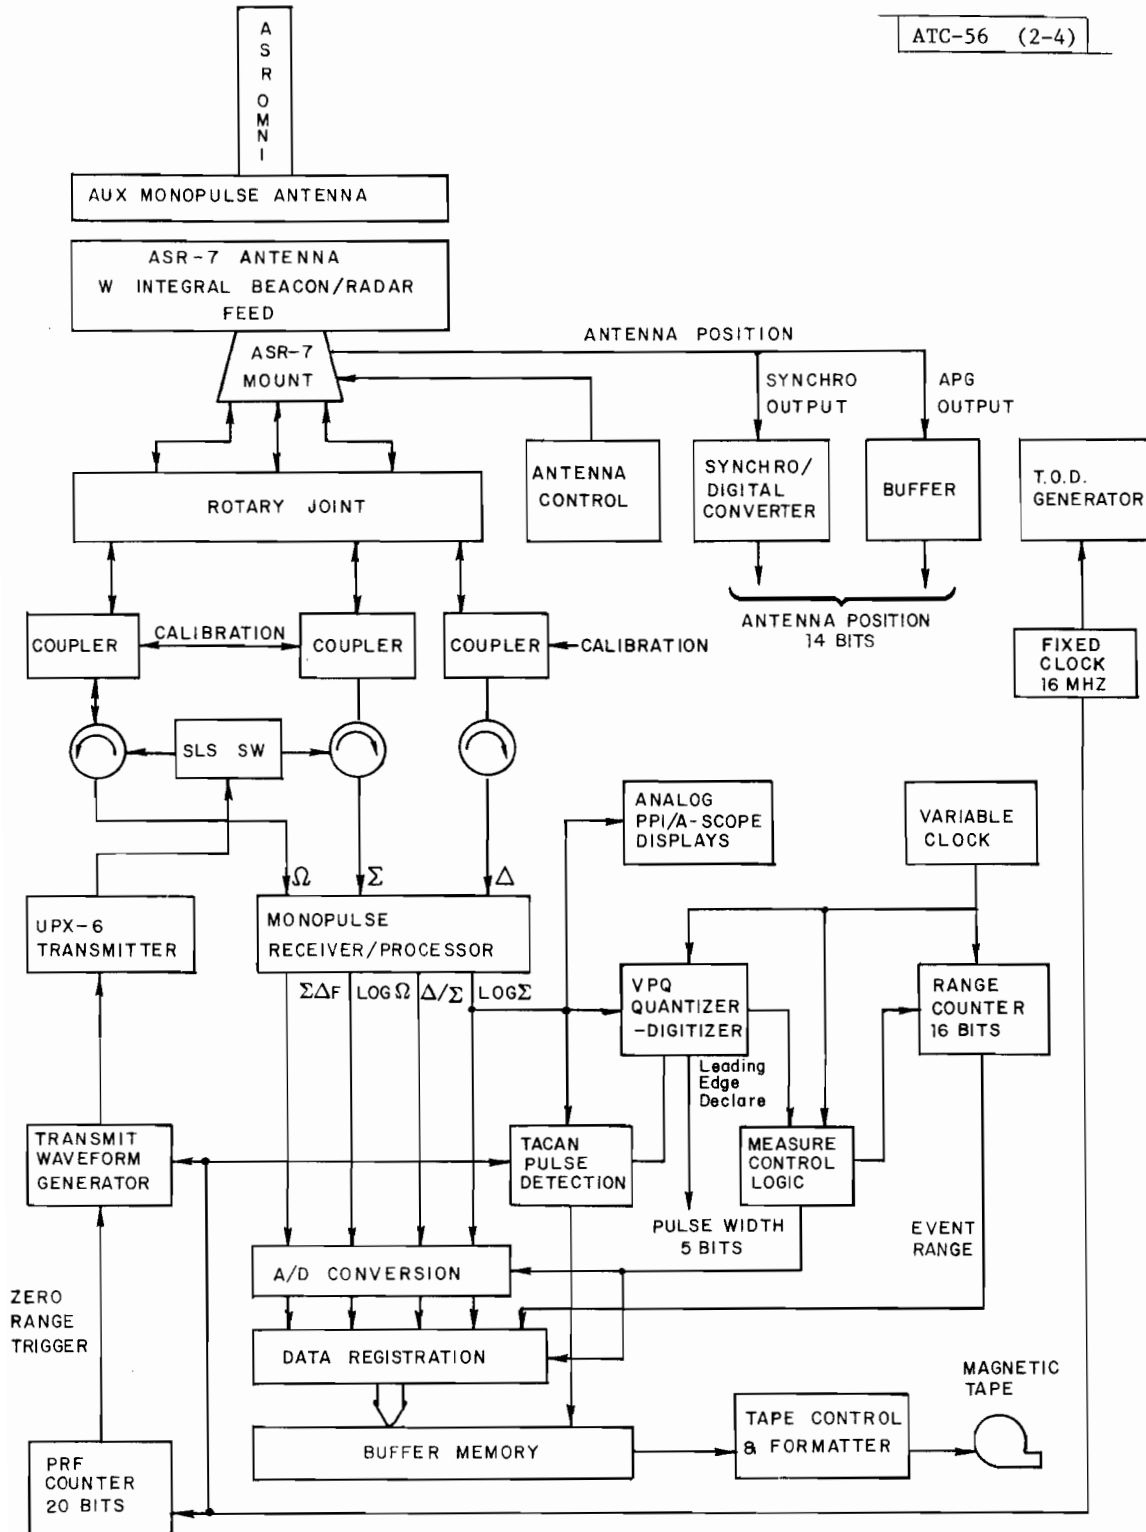 ATC-56 (2-4)
ASR OMNI
AUX MONOPULSE ANTENNA
ASR-7 ANTENNA
W INTEGRAL BEACON/RADAR
FEED
ANTENNA POSITION
ASR-7
MOUNT
SYNCHRO
OUTPUT
APG
OUTPUT
ROTARY JOINT
ANTENNA
CONTROL
SYNCHRO/
DIGITAL
CONVERTER
BUFFER
T.O.D.
GENERATOR
ANTENNA POSITION
14 BITS
COUPLER
CALIBRATION
COUPLER
COUPLER
CALIBRATION
FIXED
CLOCK
16 MHZ
SLS SW
ANALOG
PPI/A-SCOPE
DISPLAYS
VARIABLE
CLOCK
Ω
Σ
Δ
UPX-6
TRANSMITTER
MONOPULSE
RECEIVER/PROCESSOR
ΣΔF
LOG Ω
Δ/Σ
LOG Σ
VPQ
QUANTIZER
-DIGITIZER
RANGE
COUNTER
16 BITS
Leading
Edge
Declare
TRANSMIT
WAVEFORM
GENERATOR
TACAN
PULSE
DETECTION
MEASURE
CONTROL
LOGIC
PULSE WIDTH
5 BITS
EVENT
RANGE
A/D CONVERSION
ZERO
RANGE
TRIGGER
DATA REGISTRATION
MAGNETIC
TAPE
BUFFER MEMORY
TAPE CONTROL
& FORMATTER
PRF
COUNTER
20 BITS